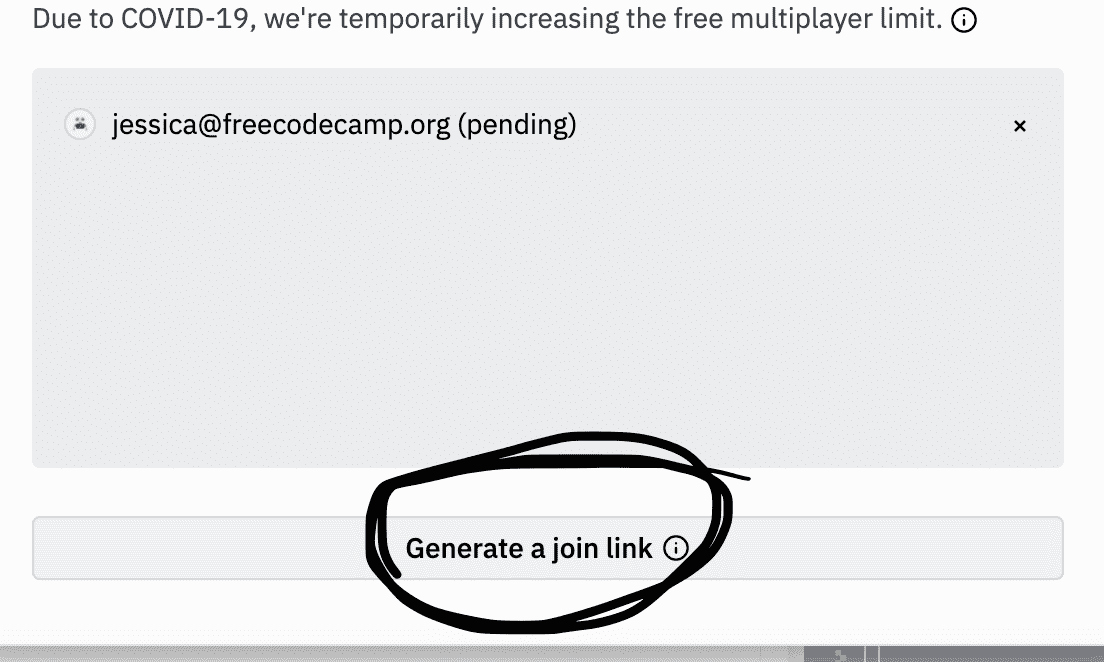 Due to COVID-19, we're temporarily increasing the free multiplayer limit.
jessica@freecodecamp.org (pending)
Generate a join link